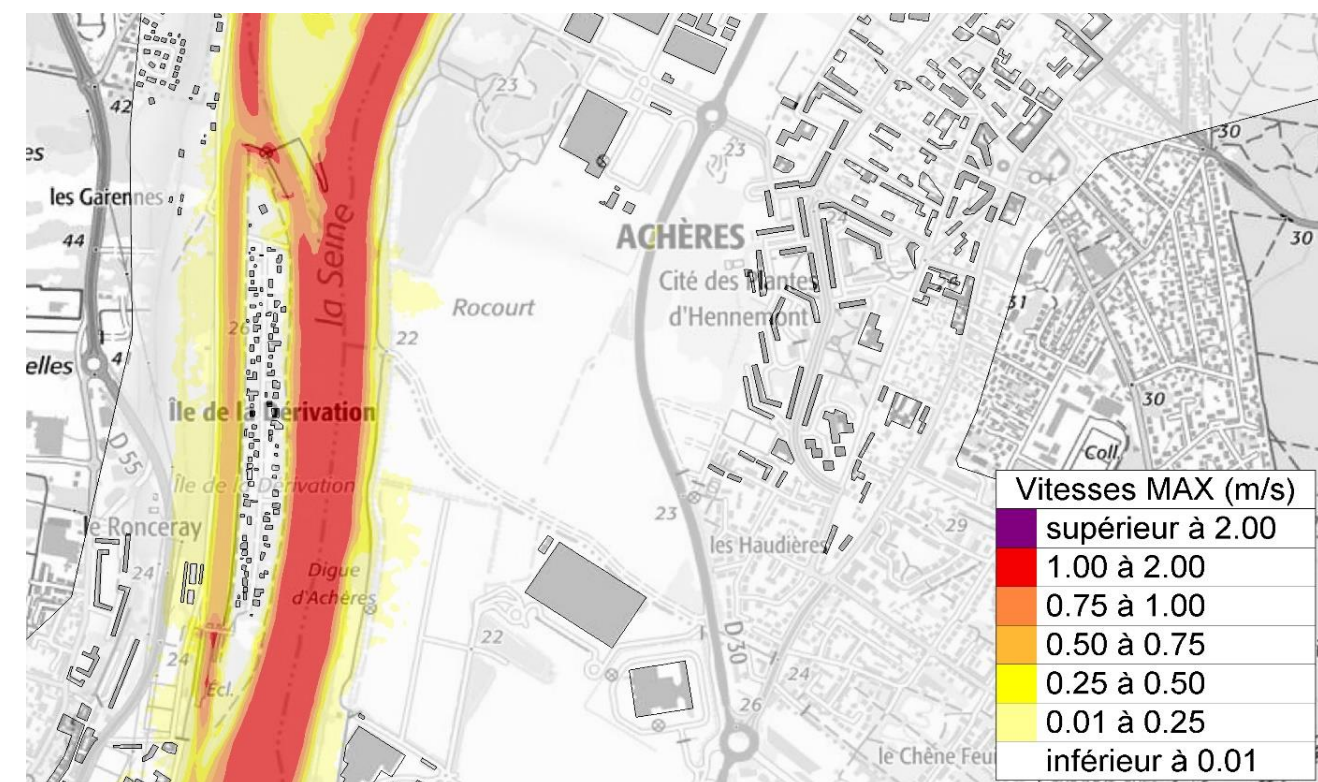 42
es
les Garennes
44
elles
4
D 55
26
Île de la Dérivation
Île de la Dérivation
le Ronceray
24
24
Écl.
la Seine
Digue
d'Achères
23
22
Rocourt
ACHÈRES
Cité des Plantes
d'Hennemont
23
24
23
les Haudières
22
D 30
24
26
29
le Chêne Feu
31
30
30
30
Coll.
Vitesses MAX (m/s)
supérieur à 2.00
1.00 à 2.00
0.75 à 1.00
0.50 à 0.75
0.25 à 0.50
0.01 à 0.25
inférieur à 0.01